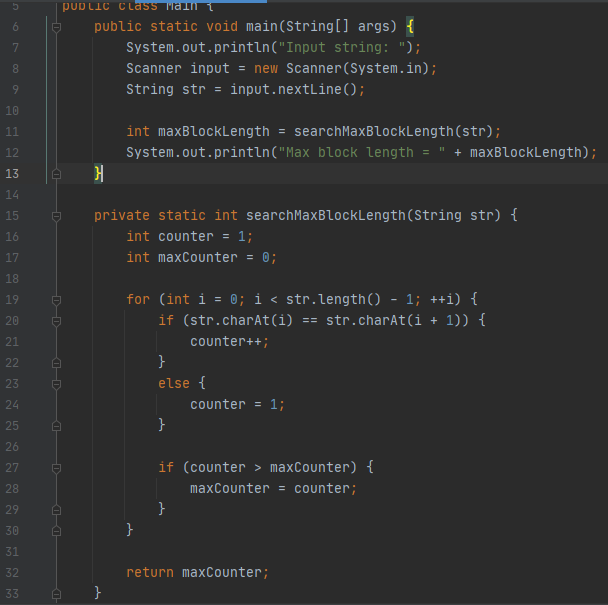 5 public class Main {
6 public static void main(String[] args) {
7 System.out.println("Input string: ");
8 Scanner input = new Scanner(System.in);
9 String str = input.nextLine();
10
11 int maxBlockLength = searchMaxBlockLength(str);
12 System.out.println("Max block length = " + maxBlockLength);
13 }
14
15 private static int searchMaxBlockLength(String str) {
16 int counter = 1;
17 int maxCounter = 0;
18
19 for (int i = 0; i < str.length() - 1; ++i) {
20 if (str.charAt(i) == str.charAt(i + 1)) {
21 counter++;
22 }
23 else {
24 counter = 1;
25 }
26
27 if (counter > maxCounter) {
28 maxCounter = counter;
29 }
30 }
31
32 return maxCounter;
33 }